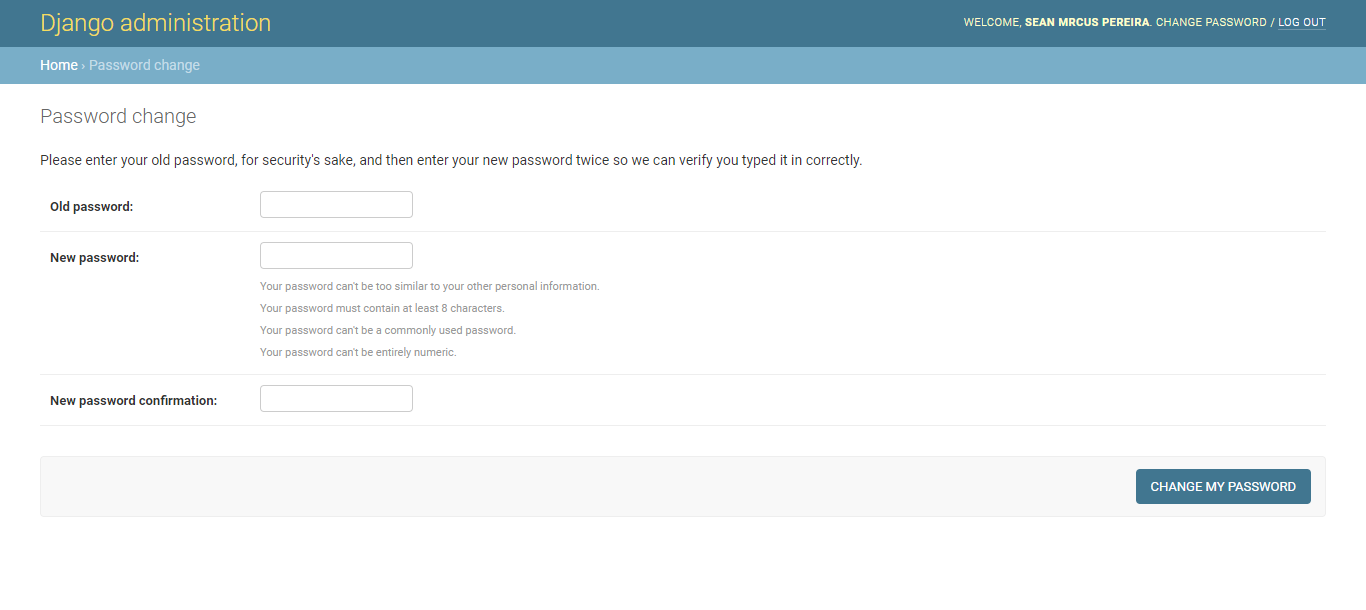 Django administration
WELCOME, SEAN MRCUS PEREIRA. CHANGE PASSWORD / LOG OUT
Home › Password change
Password change
Please enter your old password, for security's sake, and then enter your new password twice so we can verify you typed it in correctly.
Old password:
New password:
Your password can't be too similar to your other personal information.
Your password must contain at least 8 characters.
Your password can't be a commonly used password.
Your password can't be entirely numeric.
New password confirmation:
CHANGE MY PASSWORD